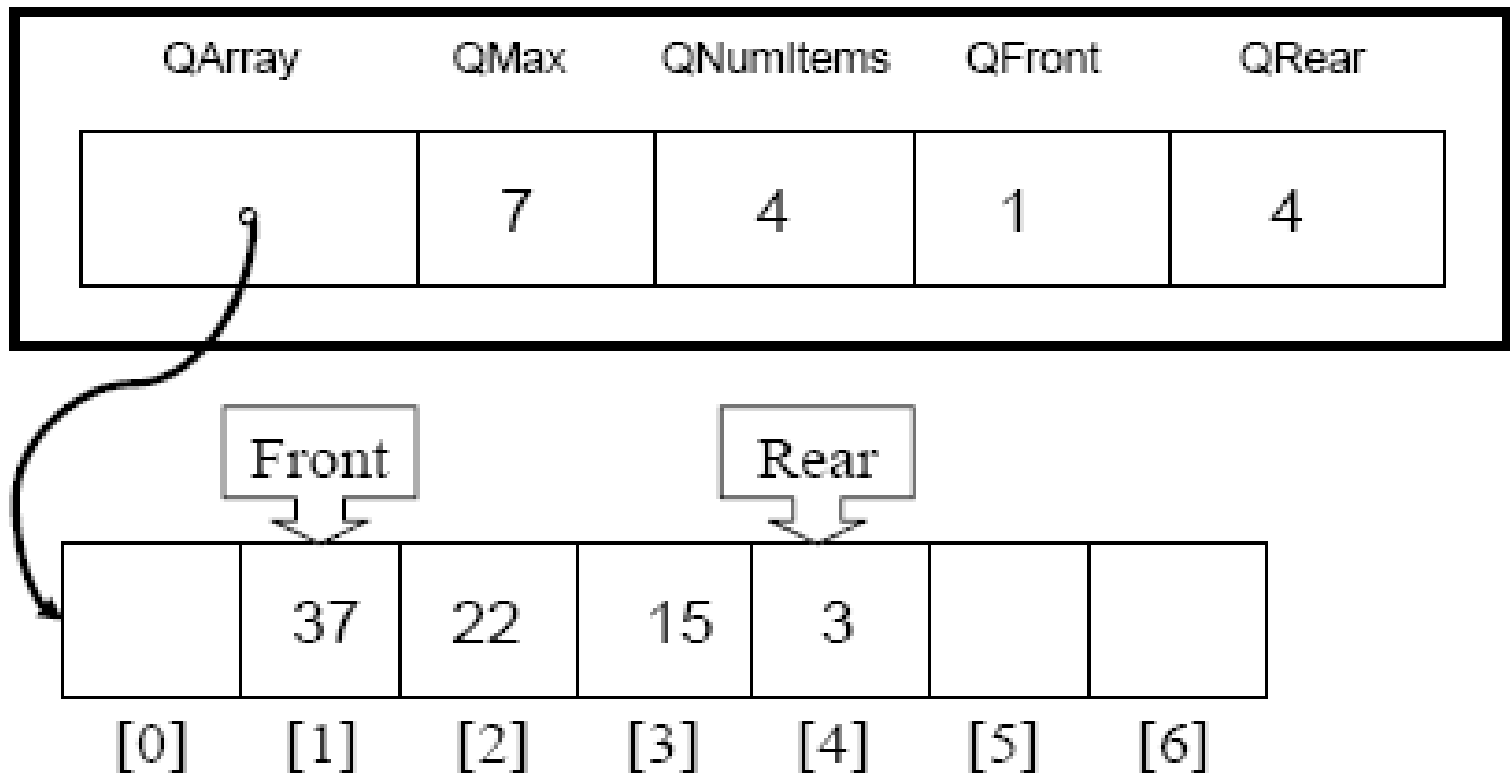 QArray QMax QNumItems QFront QRear
7 4 1 4
Front Rear
37 22 15 3
[0] [1] [2] [3] [4] [5] [6]